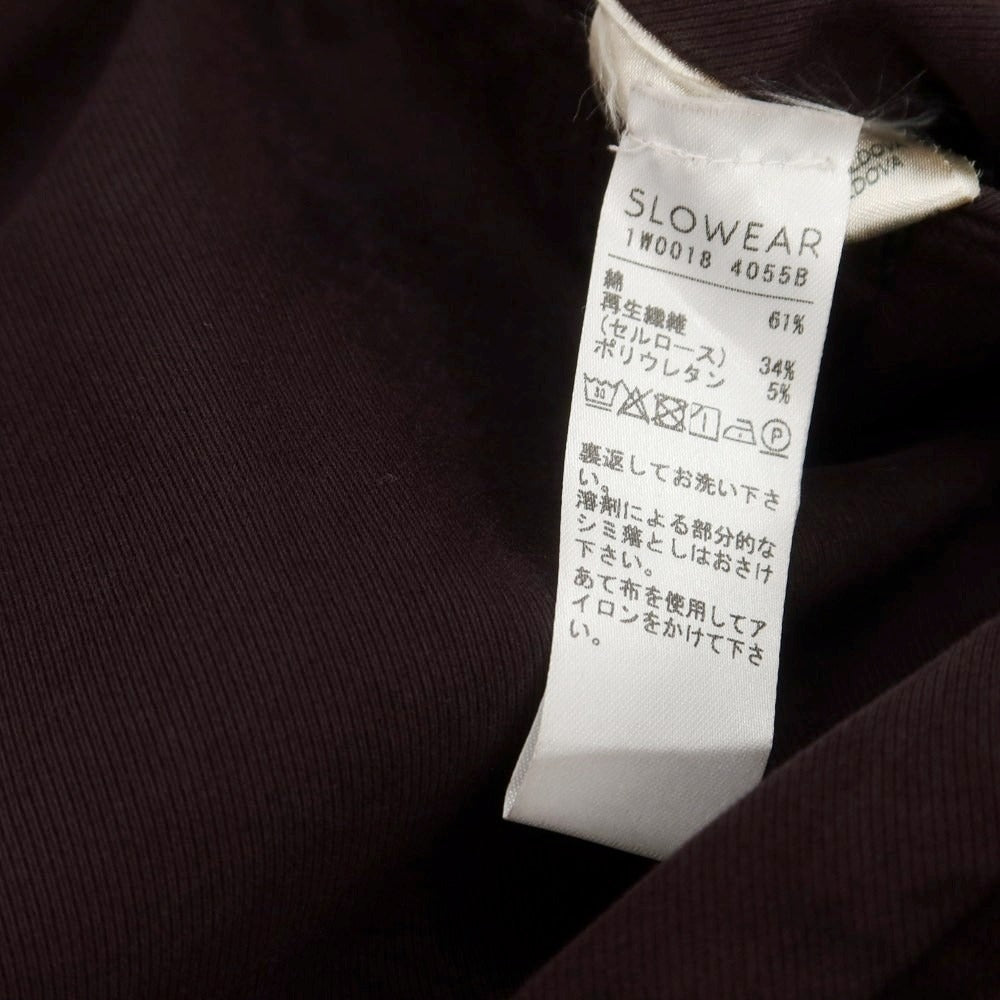 SLOWEAR
1W0018 4055B
綿 61%
再生繊維
(セルロース) 34%
ポリウレタン 5%
30
P
裏返してお洗い下さ
い。
溶剤による部分的な
シミ落としはおさけ
下さい。
あて布を使用してア
イロンをかけて下さ
い。